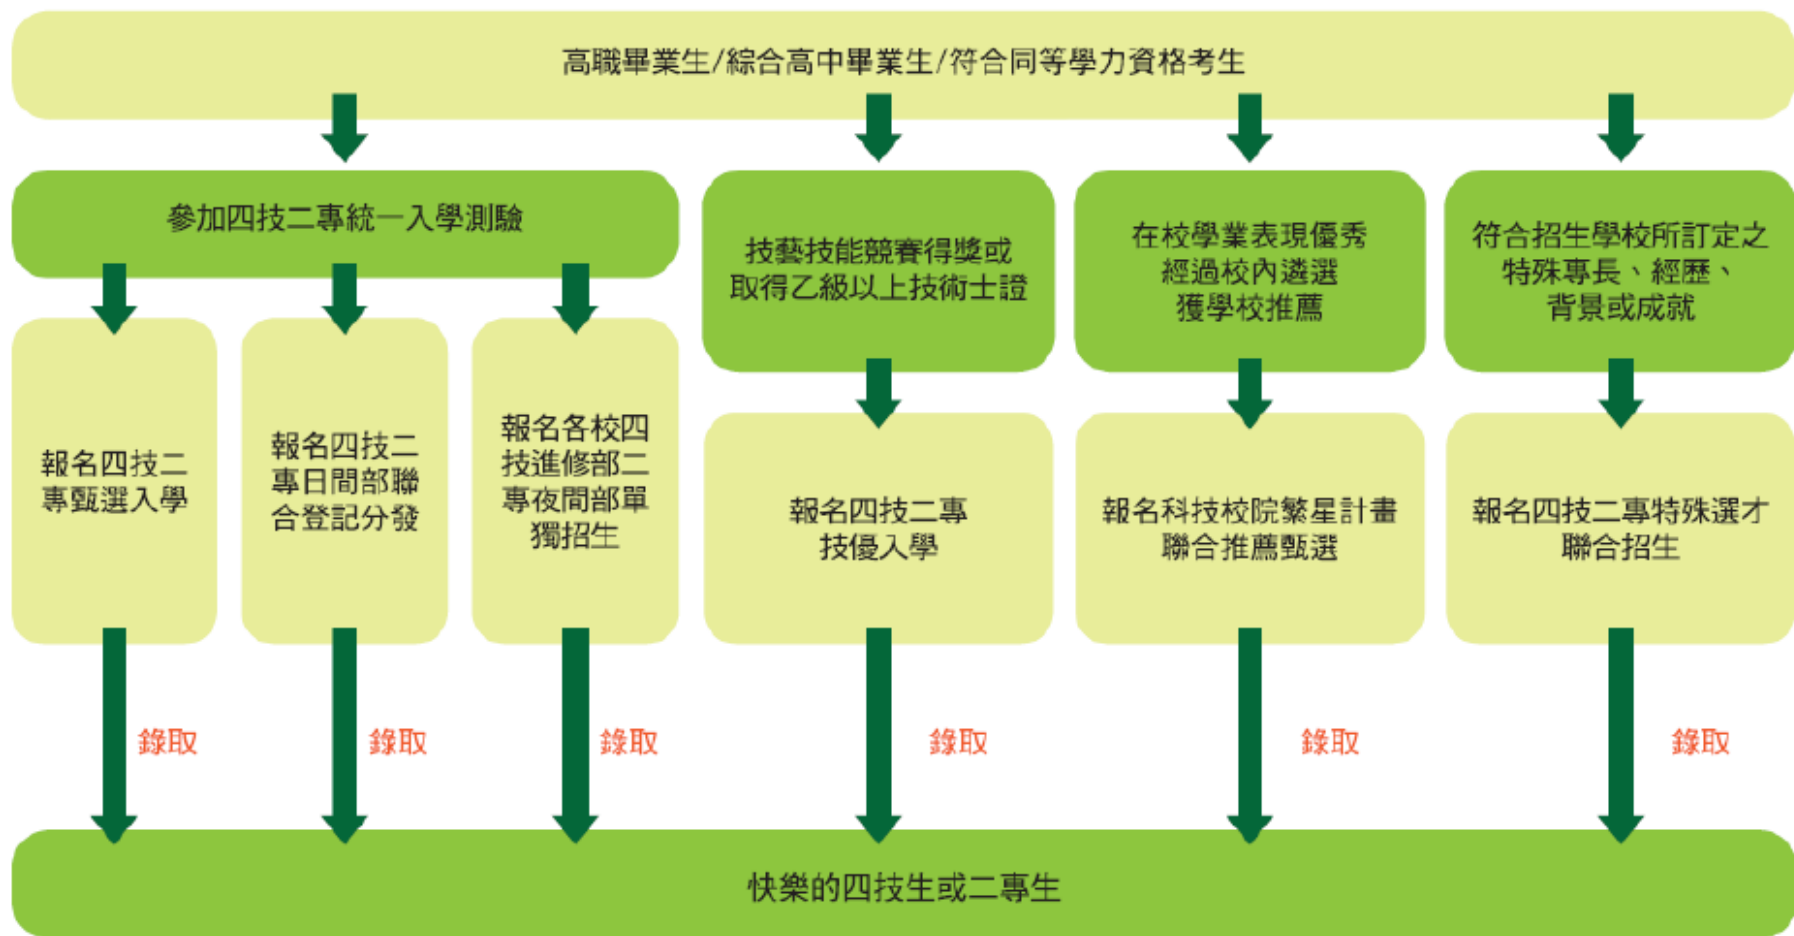 高職畢業生/綜合高中畢業生/符合同等學力資格考生
參加四技二專統一入學測驗
技藝技能競賽得獎或
取得乙級以上技術士證
在校學業表現優秀
經過校內遴選
獲學校推薦
符合招生學校所訂定之
特殊專長、經歷、
背景或成就
報名四技二
專甄選入學
報名四技二
專日間部聯
合登記分發
報名各校四
技進修部二
專夜間部單
獨招生
報名四技二專
技優入學
報名科技校院繁星計畫
聯合推薦甄選
報名四技二專特殊選才
聯合招生
錄取
錄取
錄取
錄取
錄取
錄取
快樂的四技生或二專生